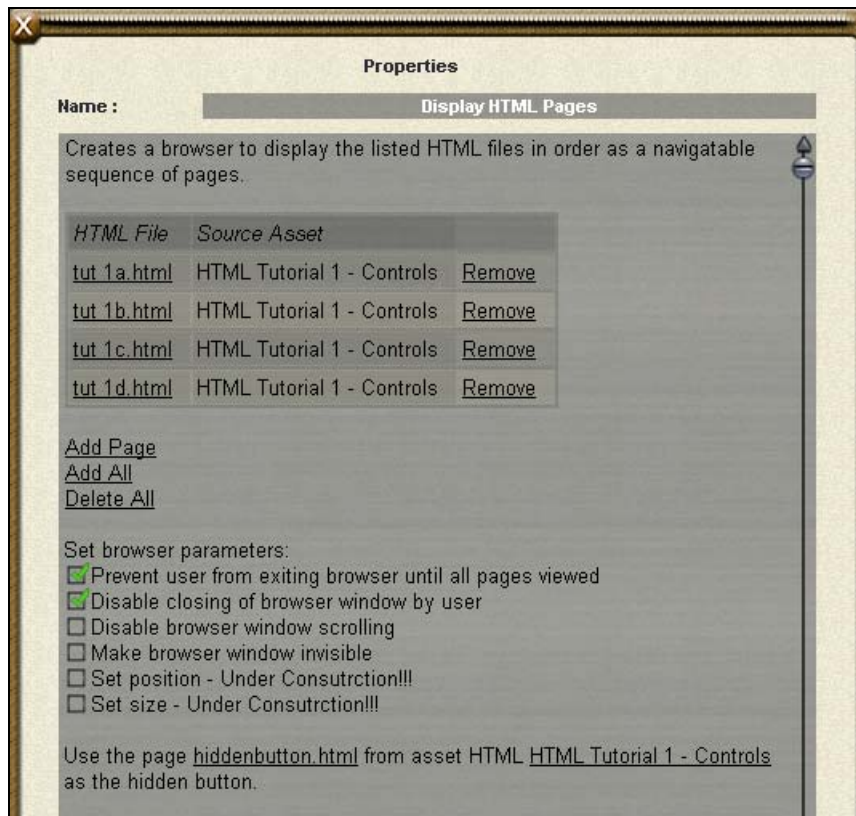 X
Properties
Name :
Display HTML Pages
Creates a browser to display the listed HTML files in order as a navigatable
sequence of pages.
HTML File Source Asset
tut 1a.html HTML Tutorial 1 - Controls Remove
tut 1b.html HTML Tutorial 1 - Controls Remove
tut 1c.html HTML Tutorial 1 - Controls Remove
tut 1d.html HTML Tutorial 1 - Controls Remove
Add Page
Add All
Delete All
Set browser parameters:
Prevent user from exiting browser until all pages viewed
Disable closing of browser window by user
Disable browser window scrolling
Make browser window invisible
Set position - Under Consutrction!!!
Set size - Under Consutrction!!!
Use the page hiddenbutton.html from asset HTML HTML Tutorial 1 - Controls
as the hidden button.